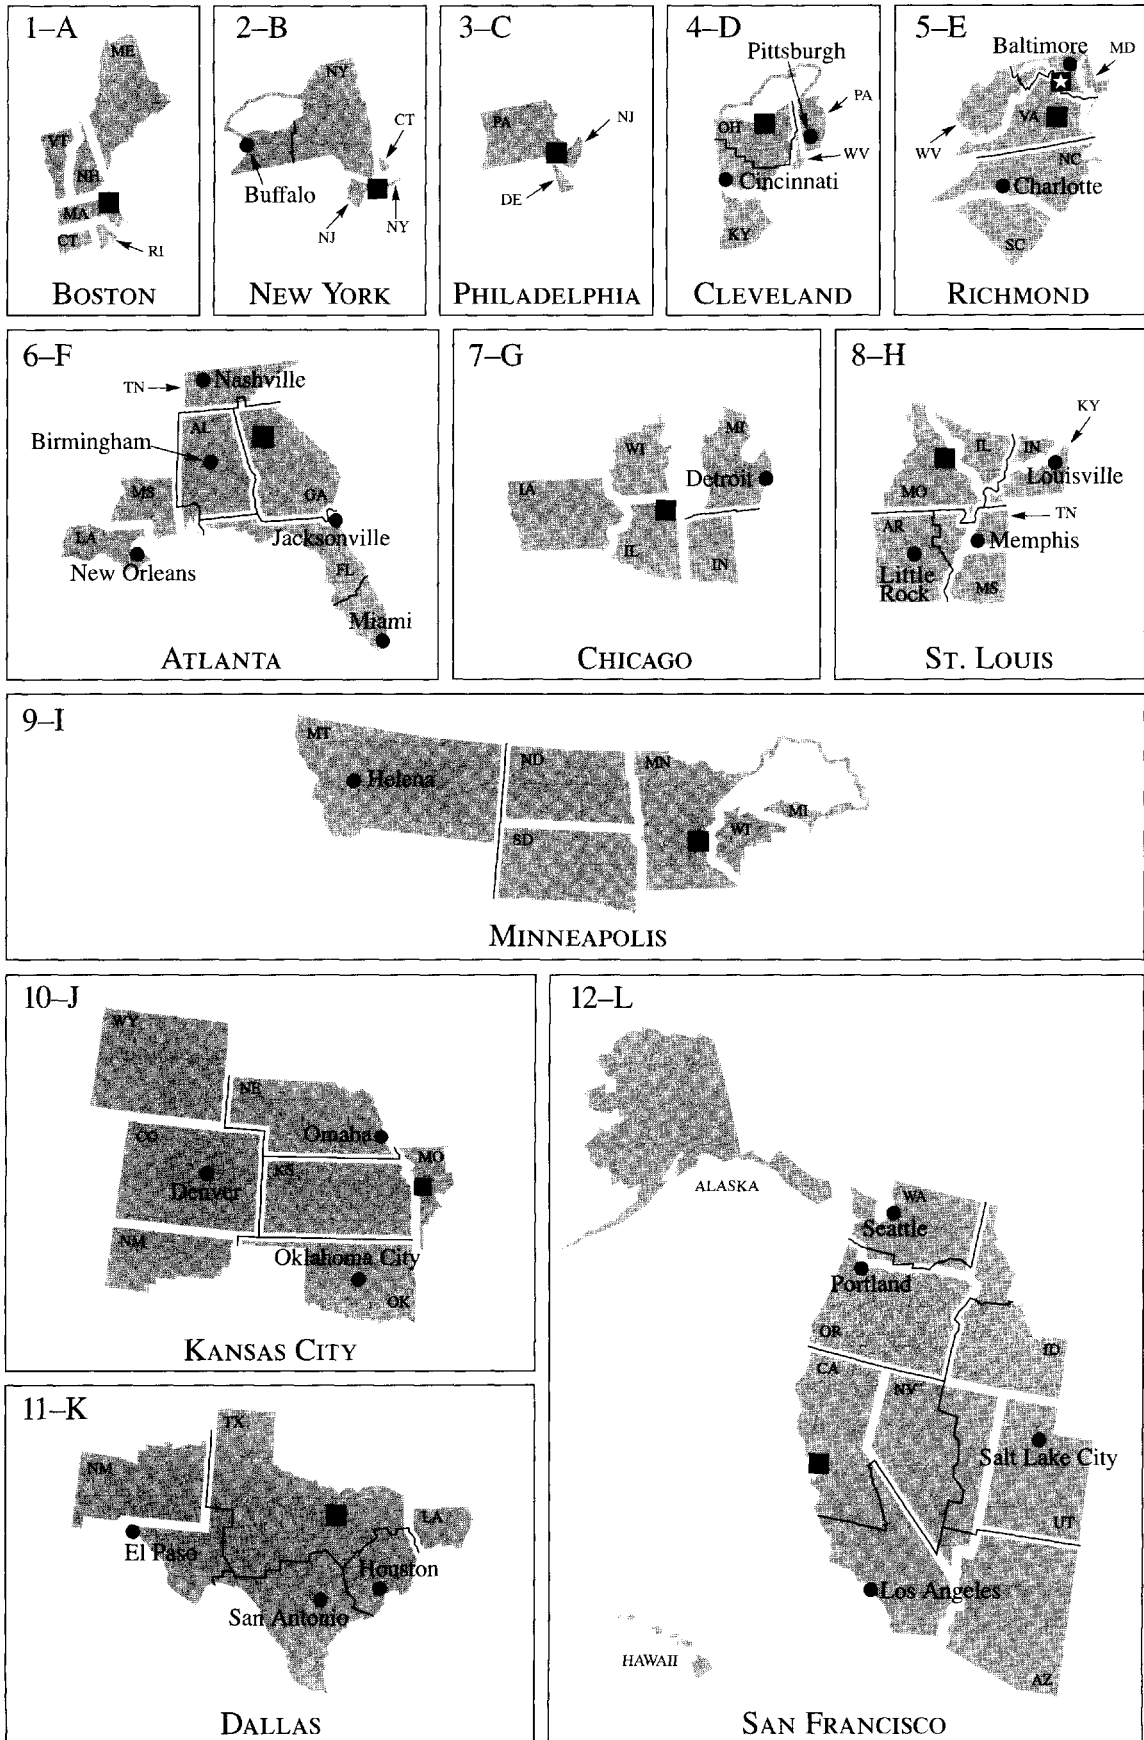 1–A
ME
VT
NH
MA
CT
RI
BOSTON
2–B
NY
CT
Buffalo
NJ
NY
NEW YORK
3–C
PA
NJ
DE
PHILADELPHIA
4–D
Pittsburgh
PA
OH
WV
Cincinnati
KY
CLEVELAND
5–E
Baltimore
MD
VA
WV
NC
Charlotte
SC
RICHMOND
6–F
TN
Nashville
AL
Birmingham
MS
GA
LA
Jacksonville
New Orleans
FL
Miami
ATLANTA
7–G
MI
WI
IA
Detroit
IL
IN
CHICAGO
8–H
KY
IL
IN
Louisville
MO
TN
AR
Memphis
Little
Rock
MS
ST. LOUIS
9–I
MT
ND
MN
Helena
MI
WI
SD
MINNEAPOLIS
10–J
WY
NE
CO
Omaha
MO
KS
Denver
NM
Oklahoma City
OK
KANSAS CITY
11–K
TX
NM
LA
El Paso
Houston
San Antonio
DALLAS
12–L
ALASKA
WA
Seattle
Portland
OR
ID
CA
NV
Salt Lake City
UT
Los Angeles
HAWAII
AZ
SAN FRANCISCO